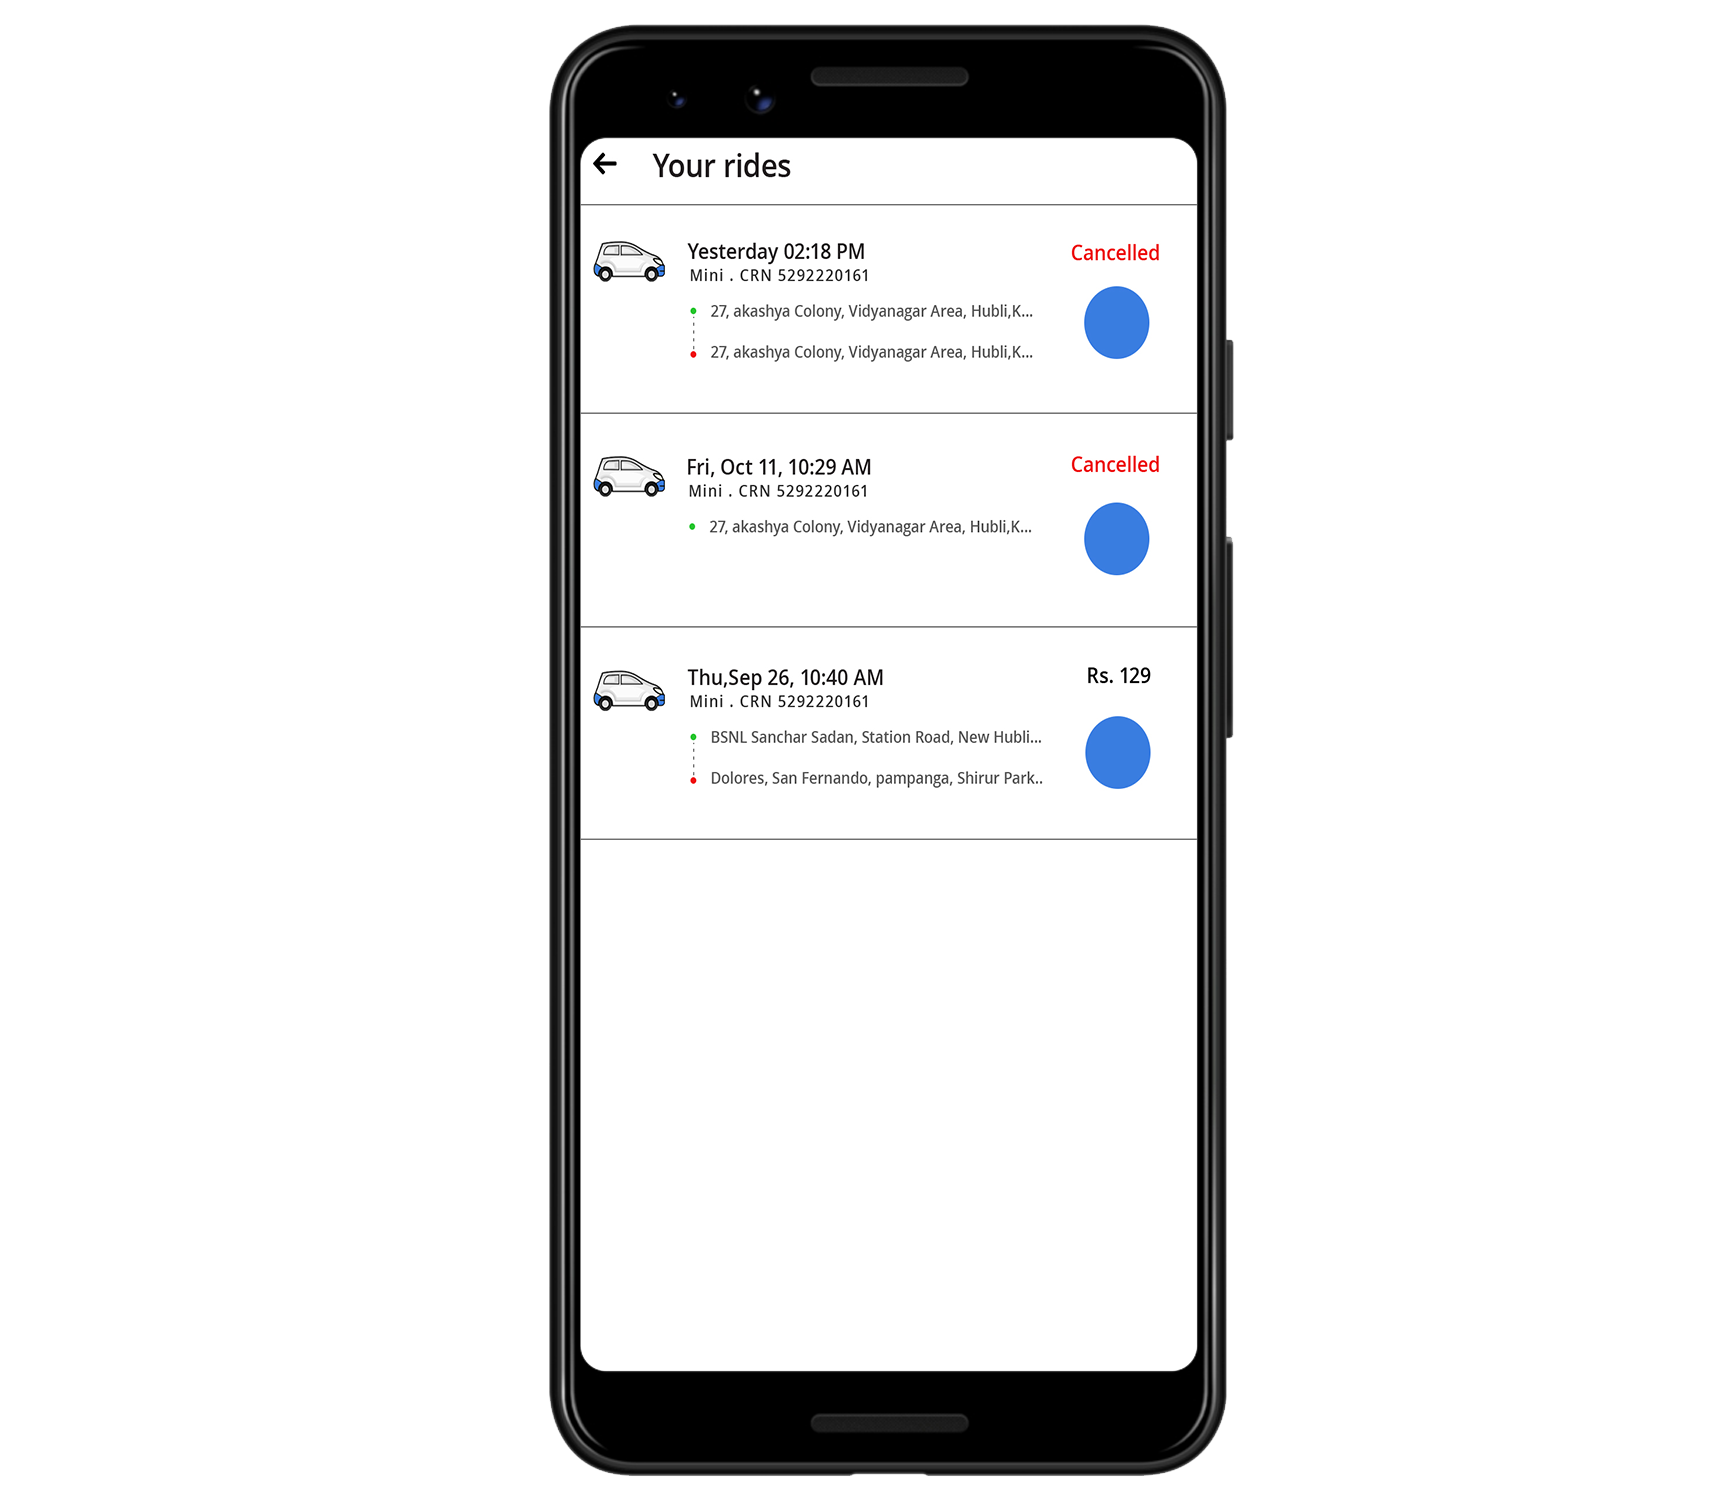 Your rides
Yesterday 02:18 PM
Cancelled
Mini . CRN 5292220161
27, akashya Colony, Vidyanagar Area, Hubli,K...
27, akashya Colony, Vidyanagar Area, Hubli,K...
Fri, Oct 11, 10:29 AM
Cancelled
Mini . CRN 5292220161
27, akashya Colony, Vidyanagar Area, Hubli,K...
Thu,Sep 26, 10:40 AM
Rs. 129
Mini . CRN 5292220161
BSNL Sanchar Sadan, Station Road, New Hubli...
Dolores, San Fernando, pampanga, Shirur Park..